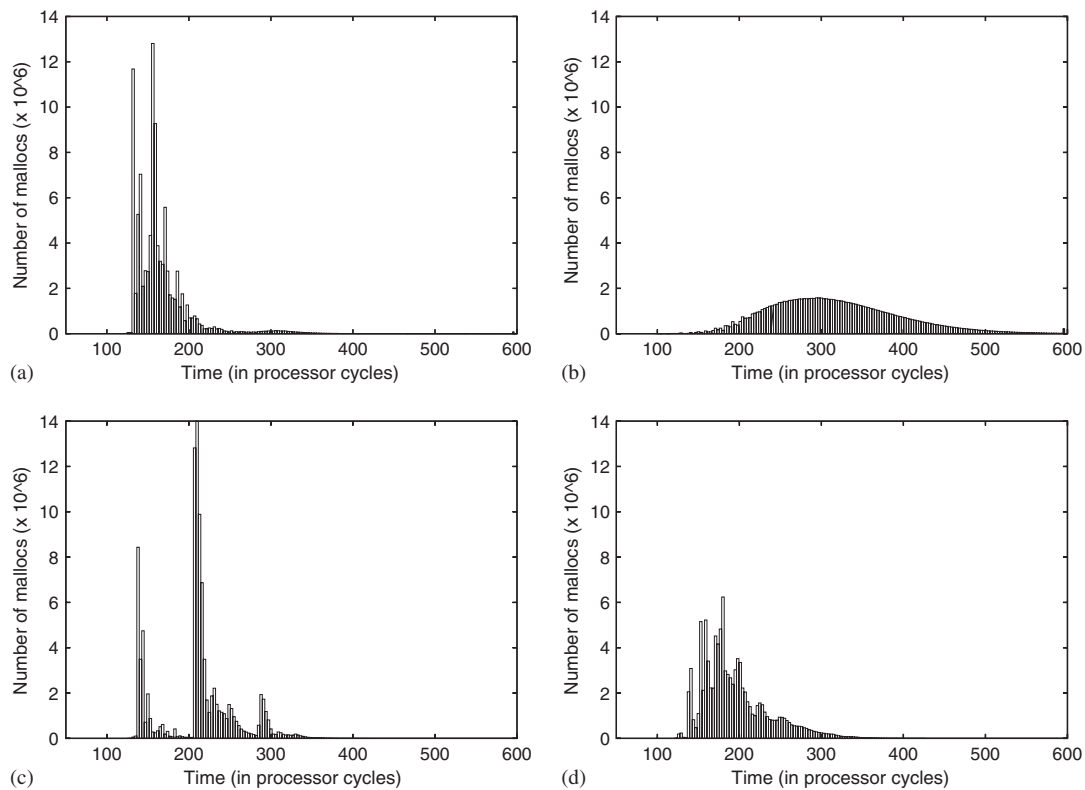 14
12
10
8
6
4
2
0
Number of mallocs (x 10^6)
100 200 300 400 500 600
(a) Time (in processor cycles)
14
12
10
8
6
4
2
0
Number of mallocs (x 10^6)
100 200 300 400 500 600
(b) Time (in processor cycles)
14
12
10
8
6
4
2
0
Number of mallocs (x 10^6)
100 200 300 400 500 600
(c) Time (in processor cycles)
14
12
10
8
6
4
2
0
Number of mallocs (x 10^6)
100 200 300 400 500 600
(d) Time (in processor cycles)